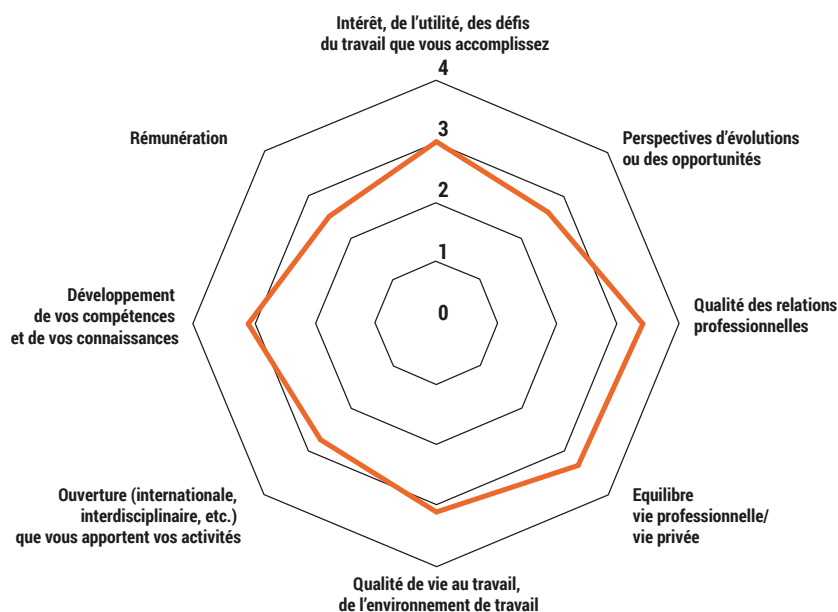 Intérêt, de l’utilité, des défis
du travail que vous accomplissez
4
Rémunération
3
Perspectives d’évolutions
ou des opportunités
2
1
Développement
de vos compétences
et de vos connaissances
0
Qualité des relations
professionnelles
Ouverture (internationale,
interdisciplinaire, etc.)
que vous apportent vos activités
Equilibre
vie professionnelle/
vie privée
Qualité de vie au travail,
de l’environnement de travail